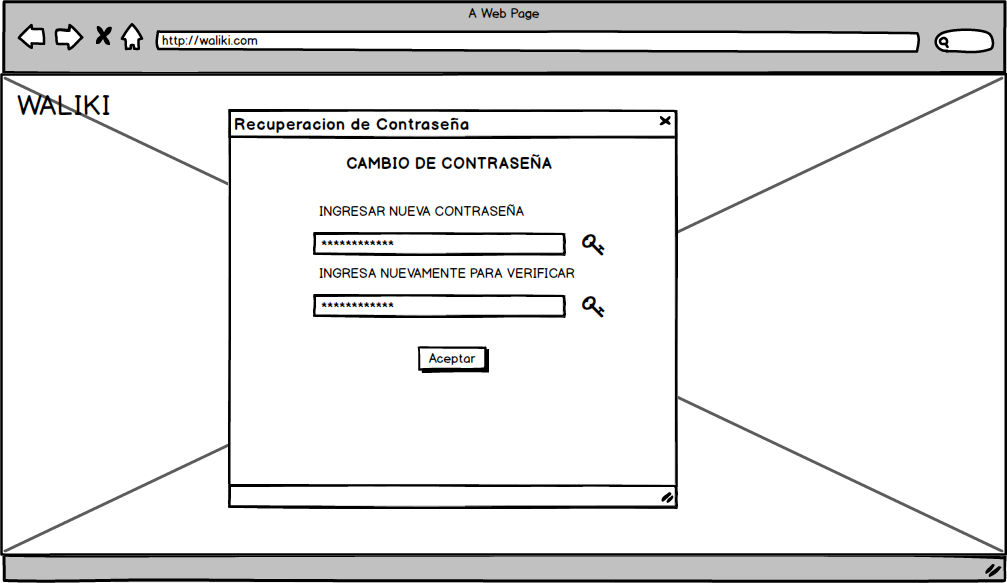 A Web Page
http://waliki.com
WALIKI
Recuperacion de Contraseña
CAMBIO DE CONTRASEÑA
INGRESAR NUEVA CONTRASEÑA
************
INGRESA NUEVAMENTE PARA VERIFICAR
************
Aceptar